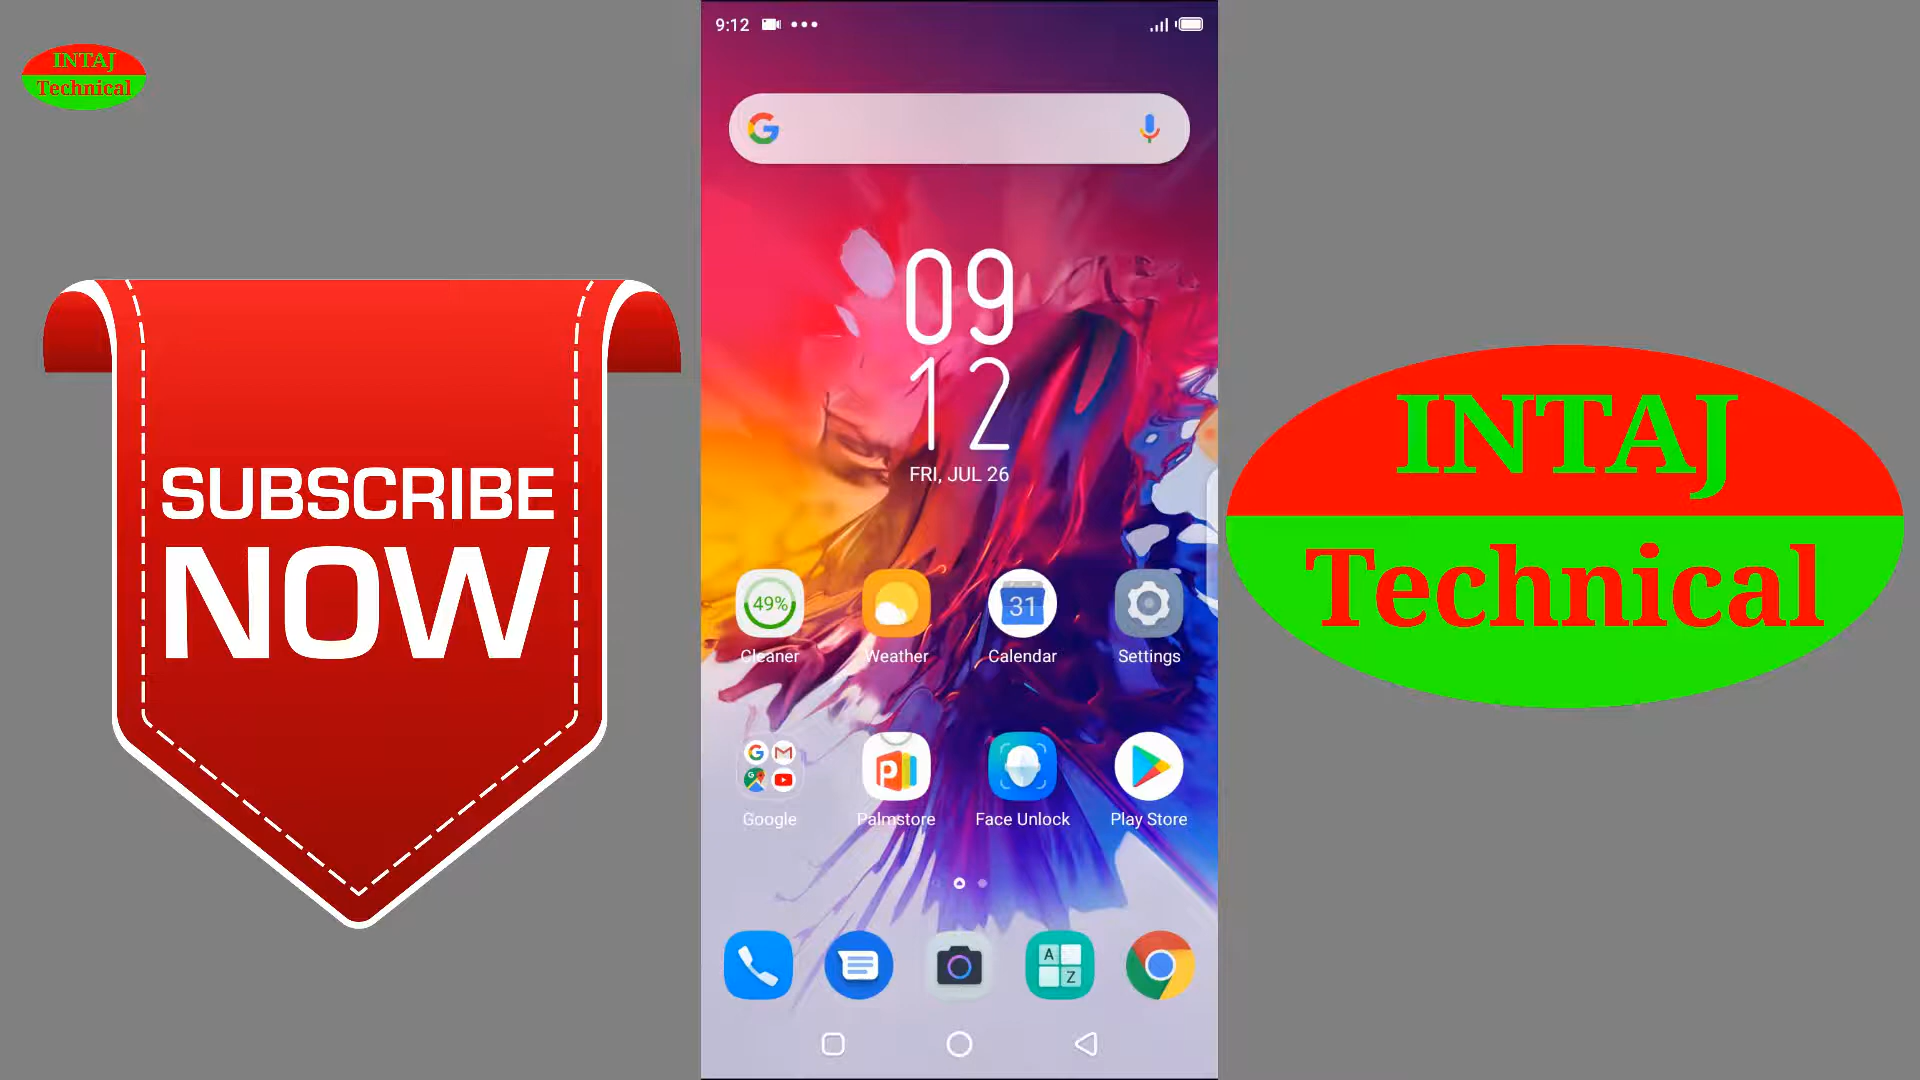 INTAJ
Technical
9:12
SUBSCRIBE
NOW
09
12
FRI, JUL 26
49%
31
Cleaner
Weather
Calendar
Settings
Google
Palmstore
Face Unlock
Play Store
A
Z
INTAJ
Technical